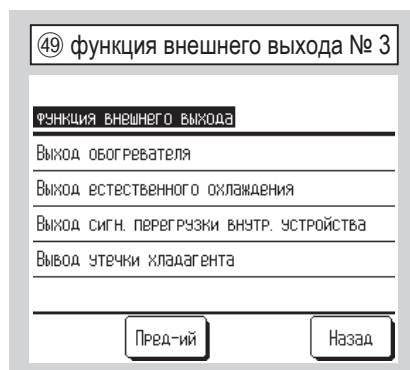 ㊾ функция внешнего выхода № 3
Функция внешнего выхода
Выход обогревателя
Выход естественного охлаждения
Выход сигн. перегрузки внутр. устройства
Вывод утечки хладагента
Пред-ий
Назад